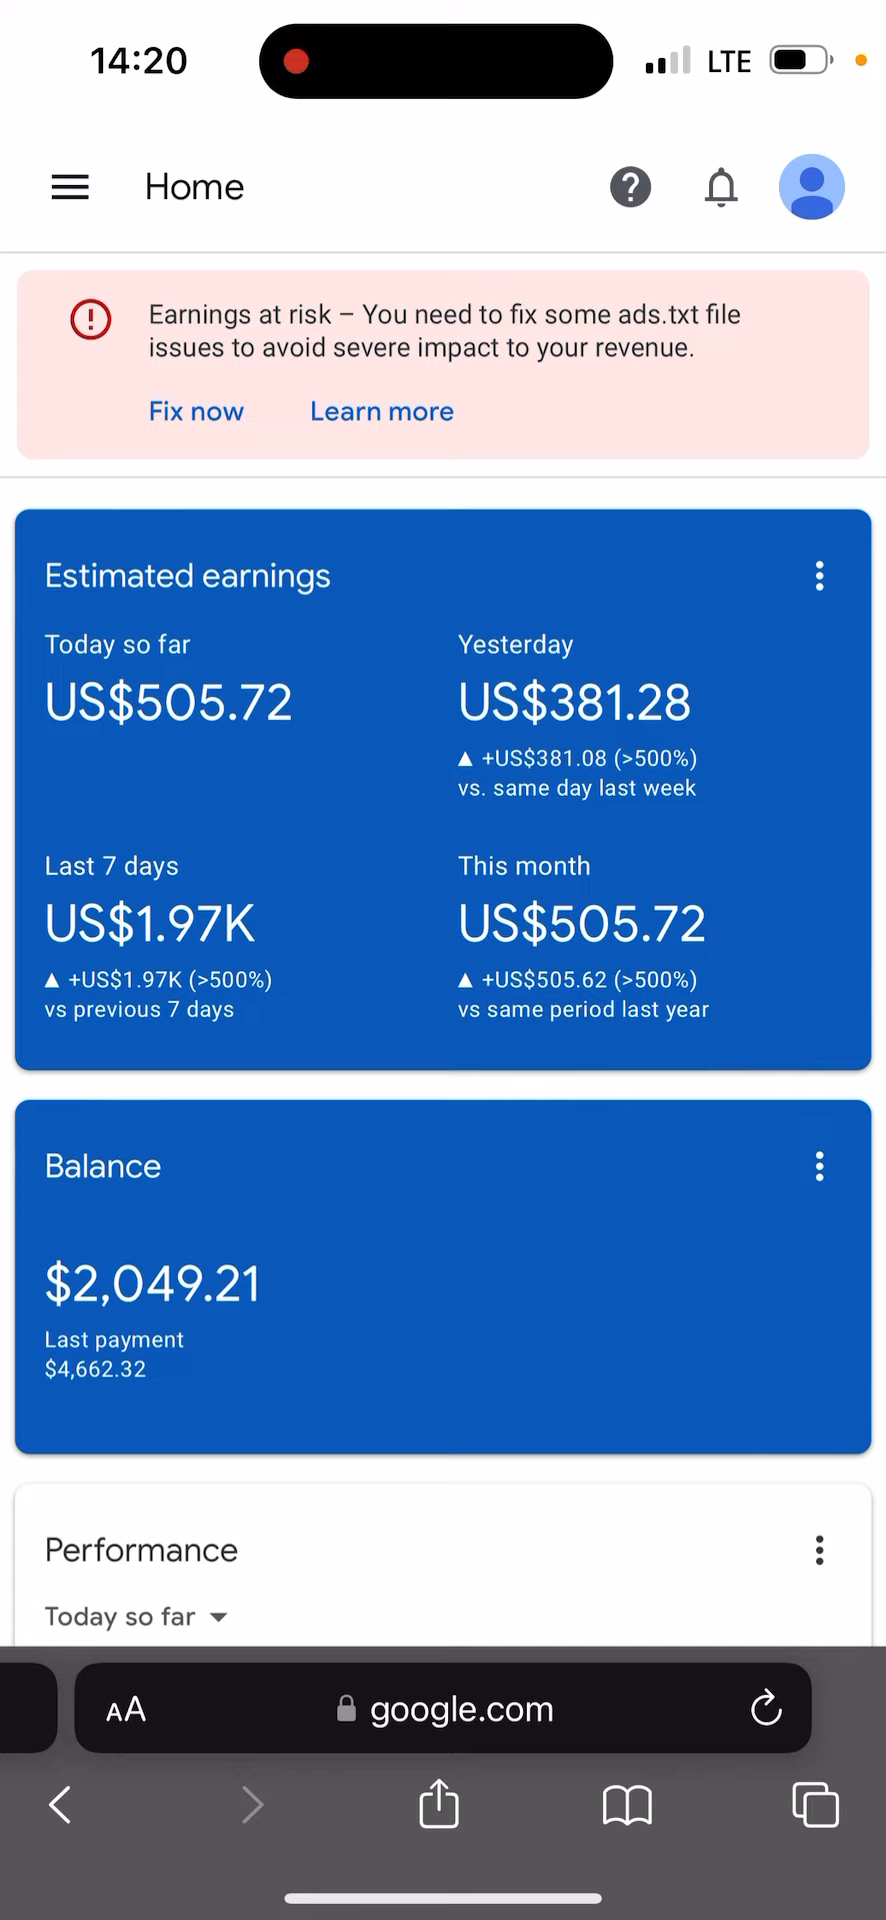 14:20
LTE
Home
Earnings at risk – You need to fix some ads.txt file
issues to avoid severe impact to your revenue.
Fix now Learn more
Estimated earnings
Today so far
US$505.72
Yesterday
US$381.28
▲ +US$381.08 (>500%)
vs. same day last week
Last 7 days
US$1.97K
▲ +US$1.97K (>500%)
vs previous 7 days
This month
US$505.72
▲ +US$505.62 (>500%)
vs same period last year
Balance
$2,049.21
Last payment
$4,662.32
Performance
Today so far
AA google.com